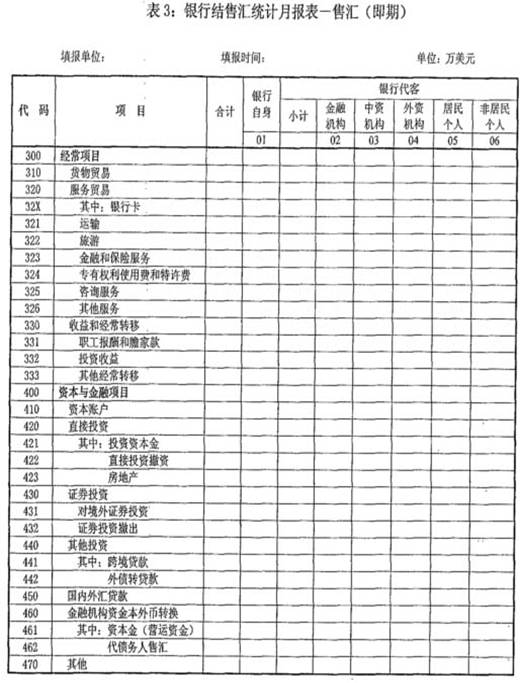 表3：银行结售汇统计月报表—售汇（即期）
填报单位： 填报时间： 单位：万美元
代 码 项 目 合计 银行自身 银行代客
小计 金融机构 中资机构 外资机构 居民个人 非居民个人
01 02 03 04 05 06
300 经常项目
310 货物贸易
320 服务贸易
32X 其中：银行卡
321 运输
322 旅游
323 金融和保险服务
324 专有权利使用费和特许费
325 咨询服务
326 其他服务
330 收益和经常转移
331 职工报酬和赡家款
332 投资收益
333 其他经常转移
400 资本与金融项目
410 资本账户
420 直接投资
421 其中：投资资本金
422 直接投资撤资
423 房地产
430 证券投资
431 对境外证券投资
432 证券投资撤出
440 其他投资
441 其中：跨境贷款
442 外债转贷款
450 国内外汇贷款
460 金融机构资金本外币转换
461 其中：资本金（营运资金）
462 代债务人售汇
470 其他